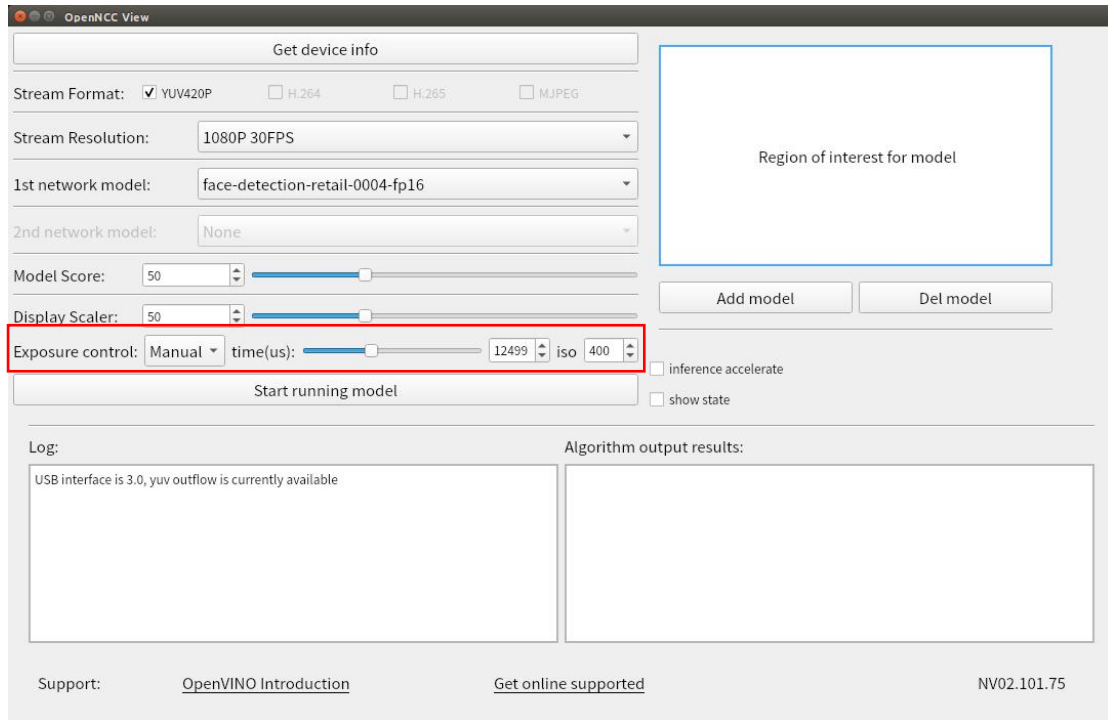 OpenNCC View
Get device info
Stream Format: YUV420P H.264 H.265 MJPEG
Stream Resolution: 1080P 30FPS
1st network model: face-detection-retail-0004-fp16
2nd network model: None
Model Score: 50
Display Scaler: 50
Exposure control: Manual time(us): 12499 iso 400
Start running model
Region of interest for model
Add model Del model
inference accelerate
show state
Log:
USB interface is 3.0, yuv outflow is currently available
Algorithm output results:
Support: OpenVINO Introduction Get online supported NV02.101.75